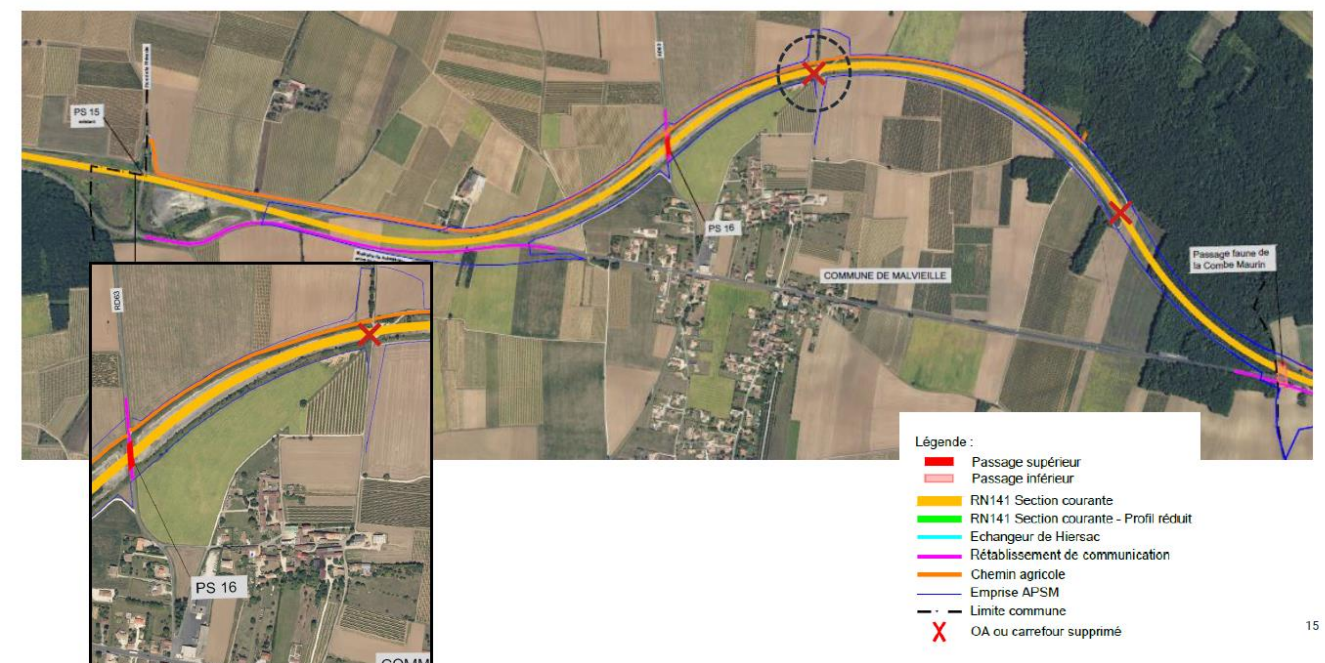 PS 15
PS 16
COMMUNE DE MALVIEILLE
Passage faune de
la Combe Maurin
RD63
PS 16
COMM
Légende :
Passage supérieur
Passage inférieur
RN141 Section courante
RN141 Section courante - Profil réduit
Echangeur de Hiersac
Rétablissement de communication
Chemin agricole
Emprise APSM
Limite commune
OA ou carrefour supprimé
15